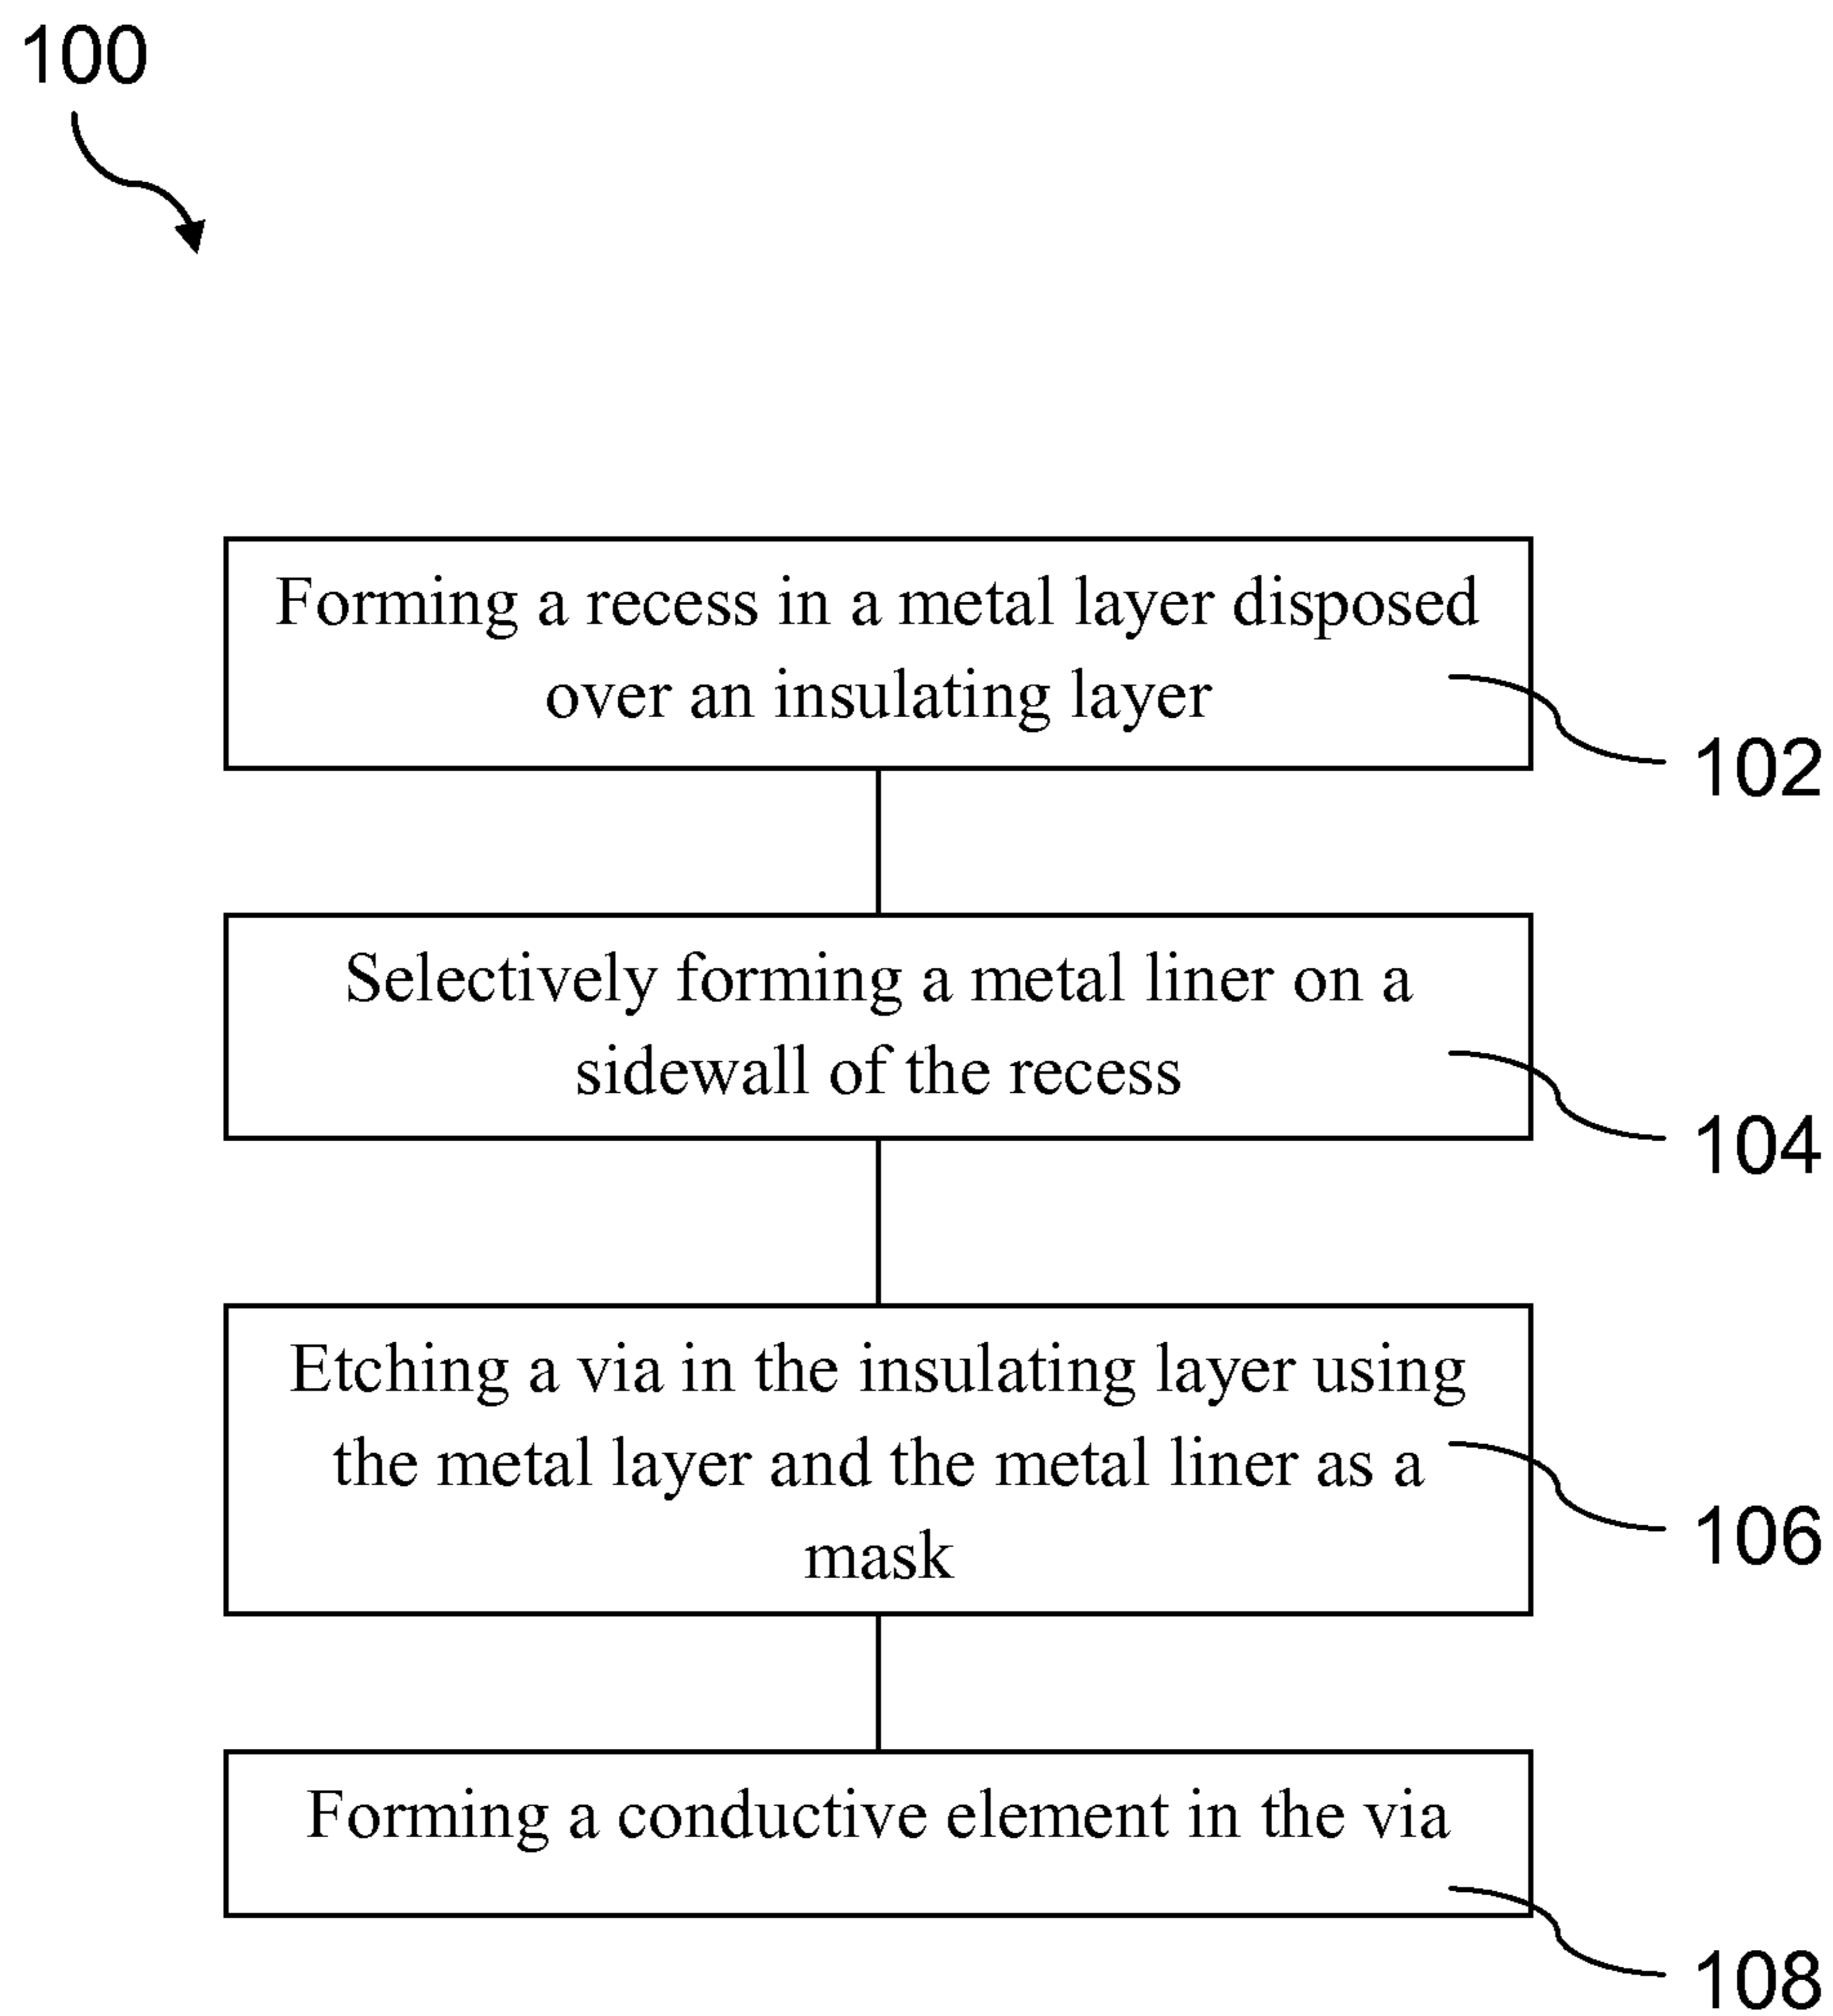 100
Forming a recess in a metal layer disposed
over an insulating layer
102
Selectively forming a metal liner on a
sidewall of the recess
104
Etching a via in the insulating layer using
the metal layer and the metal liner as a
mask
106
Forming a conductive element in the via
108